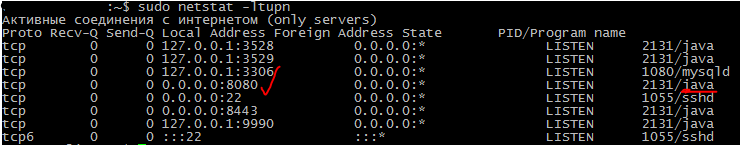 :~$ sudo netstat -ltupn
Активные соединения с интернетом (only servers)
Proto Recv-Q Send-Q Local Address Foreign Address State PID/Program name
tcp 0 0 127.0.0.1:3528 0.0.0.0:* LISTEN 2131/java
tcp 0 0 127.0.0.1:3529 0.0.0.0:* LISTEN 2131/java
tcp 0 0 127.0.0.1:3306 0.0.0.0:* LISTEN 1080/mysqld
tcp 0 0 0.0.0.0:8080 0.0.0.0:* LISTEN 2131/java
tcp 0 0 0.0.0.0:22 0.0.0.0:* LISTEN 1055/sshd
tcp 0 0 0.0.0.0:8443 0.0.0.0:* LISTEN 2131/java
tcp 0 0 127.0.0.1:9990 0.0.0.0:* LISTEN 2131/java
tcp6 0 0 :::22 :::* LISTEN 1055/sshd